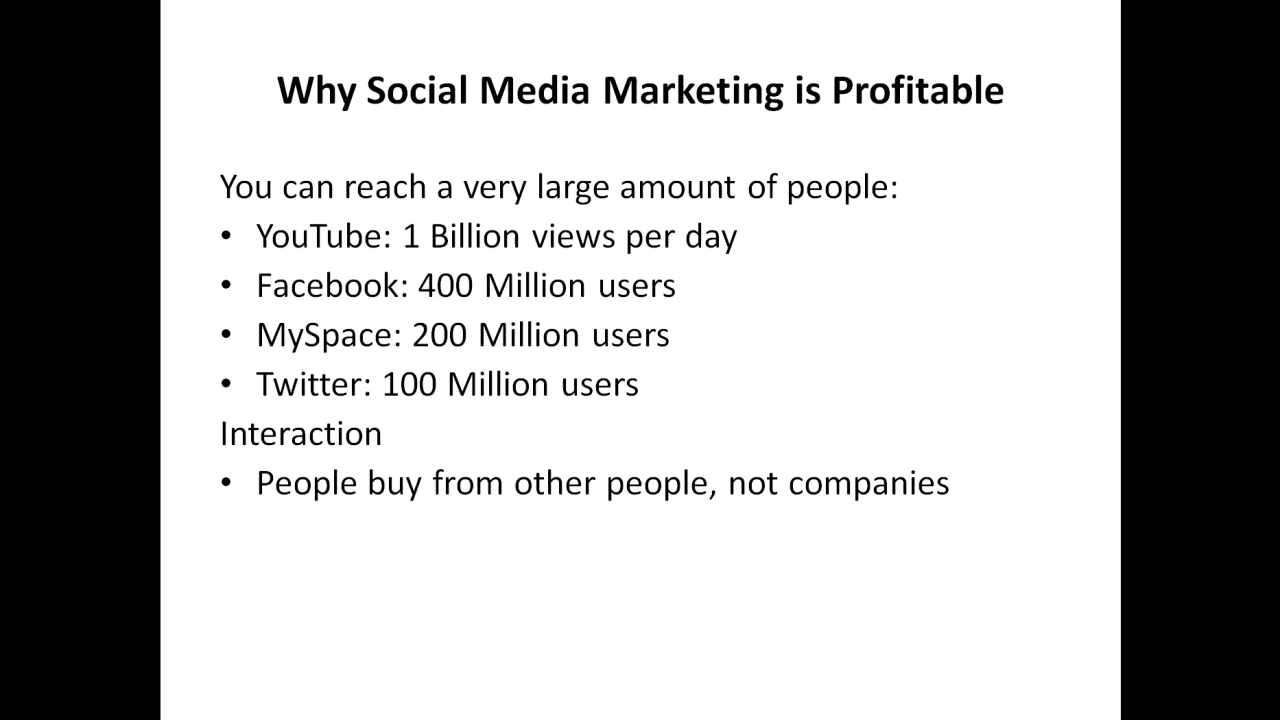 Why Social Media Marketing is Profitable
You can reach a very large amount of people:
• YouTube: 1 Billion views per day
• Facebook: 400 Million users
• MySpace: 200 Million users
• Twitter: 100 Million users
Interaction
• People buy from other people, not companies